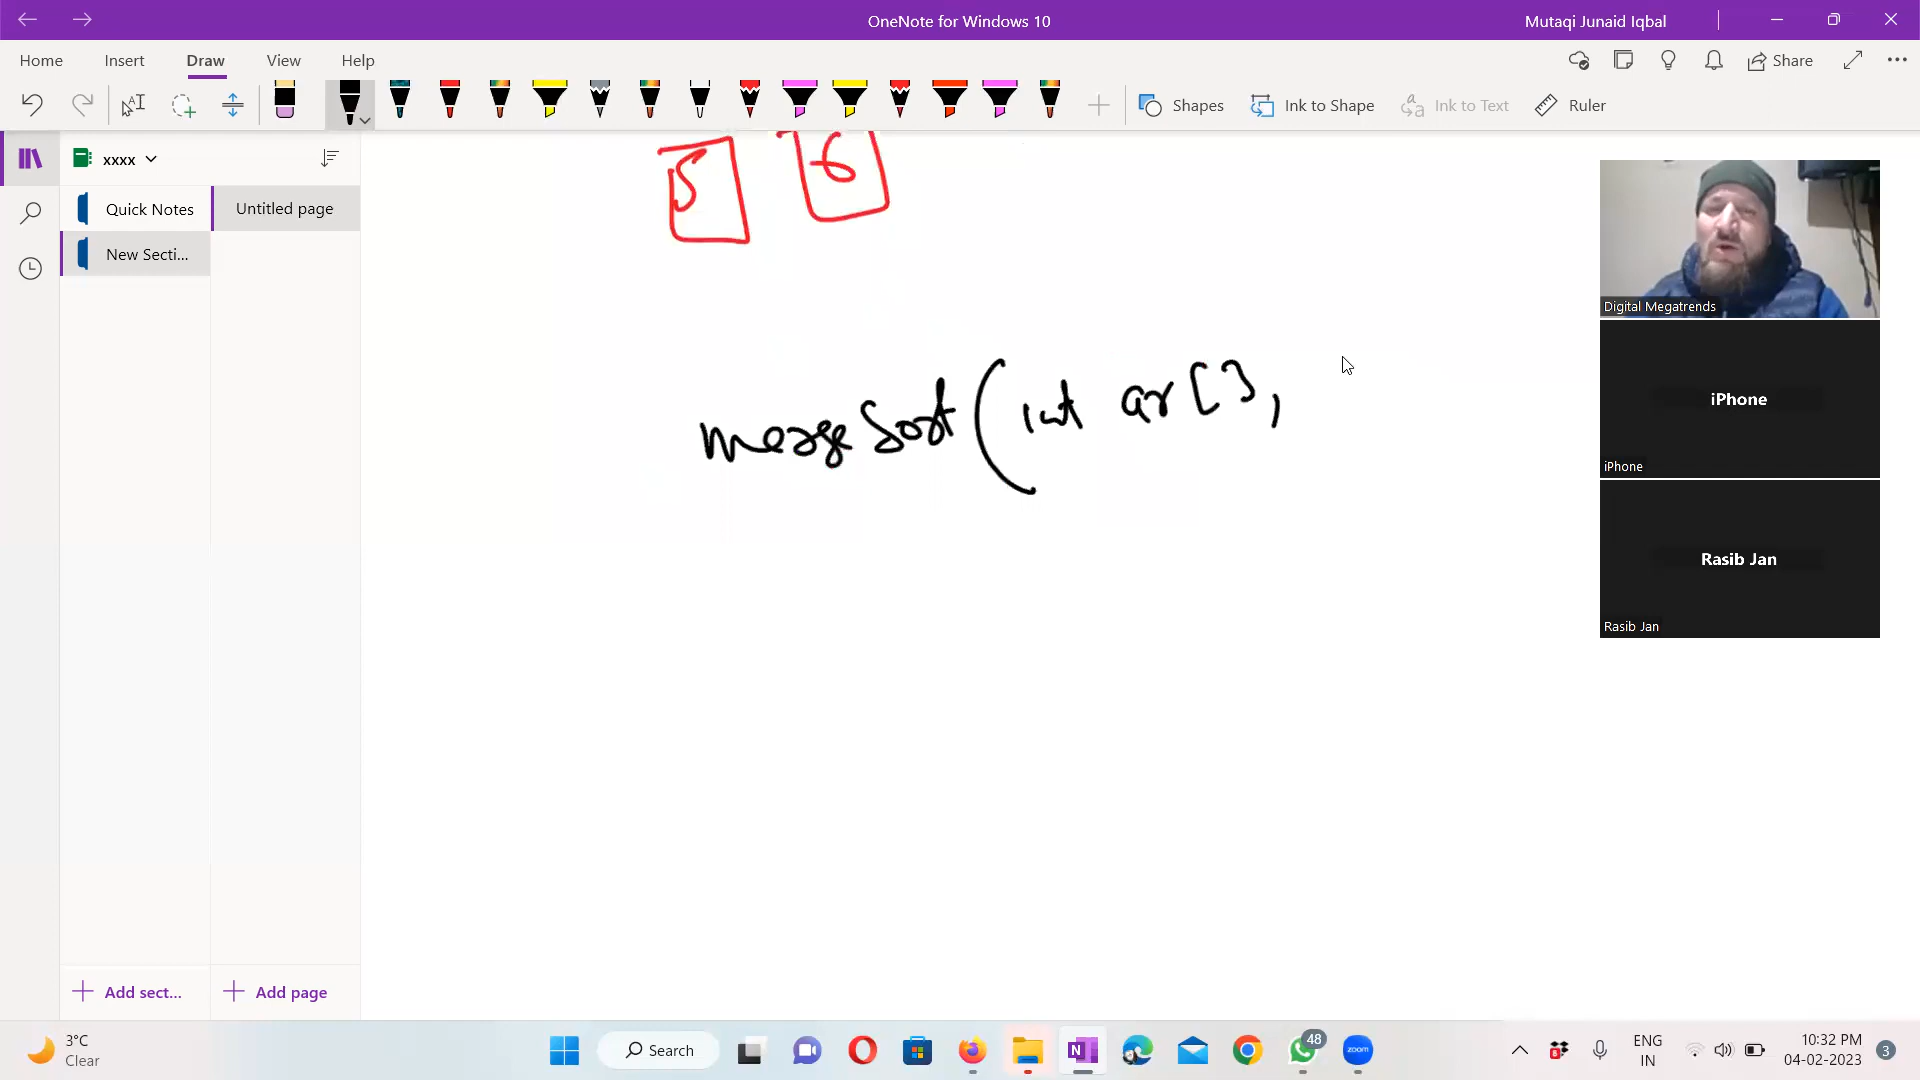 OneNote for Windows 10
Mutaqi Junaid Iqbal
Home Insert Draw View Help
Share
Shapes Ink to Shape Ink to Text Ruler
xxxx
Quick Notes
Untitled page
New Secti...
5 6
mergeSort(int ar[],
Digital Megatrends
iPhone
iPhone
Rasib Jan
Rasib Jan
Add sect...
Add page
3°C
Clear
Search
N
48
zoom
8
ENG
IN
10:32 PM
04-02-2023
3